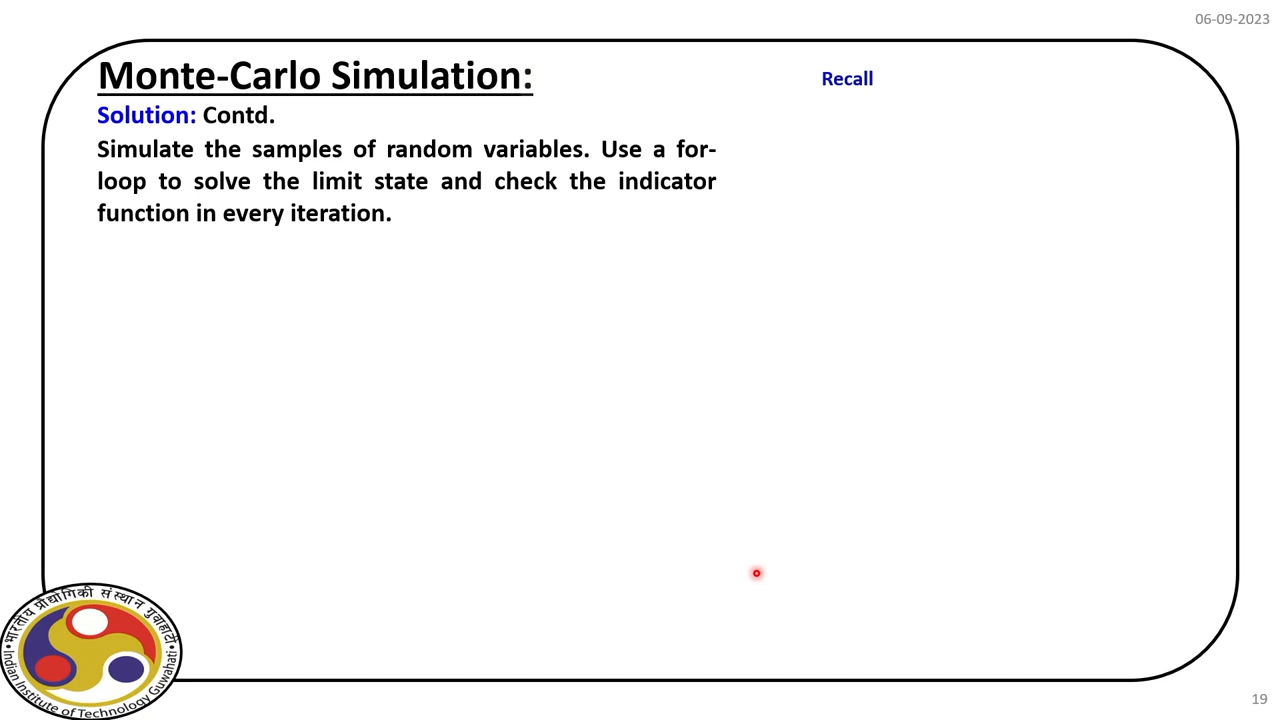 06-09-2023
Monte-Carlo Simulation:
Recall
Solution: Contd.
Simulate the samples of random variables. Use a for-
loop to solve the limit state and check the indicator
function in every iteration.
भारतीय प्रौद्योगिकी संस्थान गुवाहाटी
Indian Institute of Technology Guwahati
19